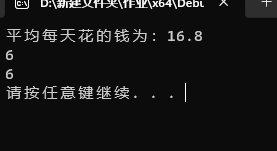 D:\新建文件夹\作业\x64\Debu
平均每天花的钱为：16.8
6
6
请按任意键继续. . .